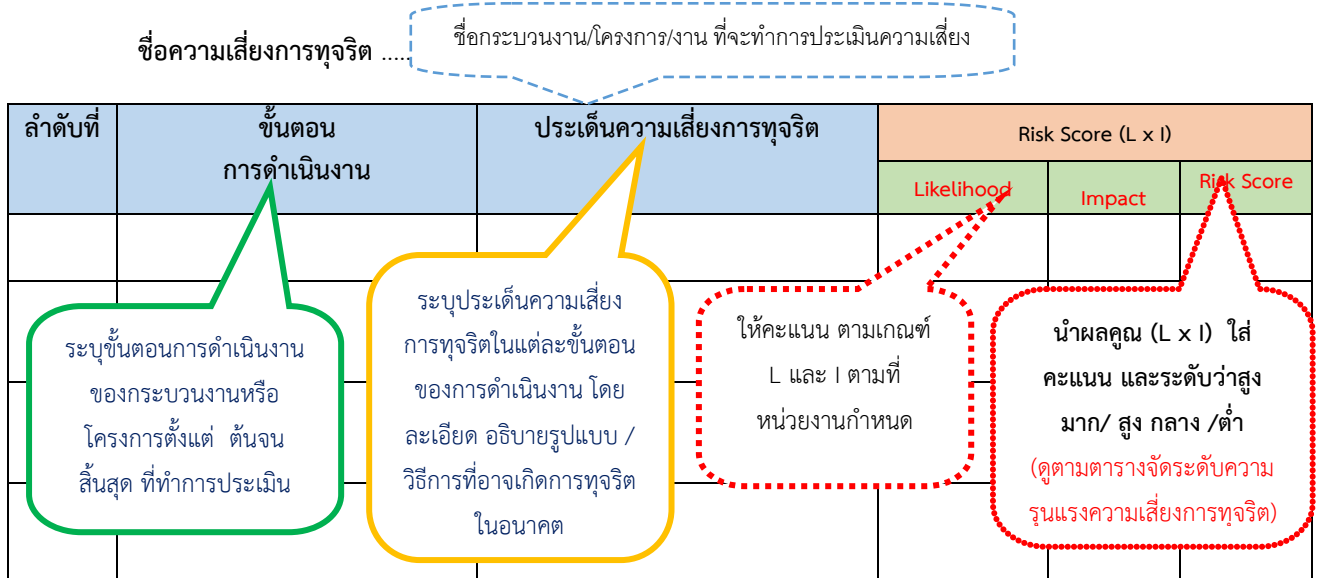 ชื่อกระบวนงาน/โครงการ/งาน ที่จะทำการประเมินความเสี่ยง
ชื่อความเสี่ยงการทุจริต .....
ลำดับที่
ขั้นตอน
การดำเนินงาน
ประเด็นความเสี่ยงการทุจริต
Risk Score (L x I)
Likelihood
Impact
Risk Score
ระบุขั้นตอนการดำเนินงาน
ของกระบวนงานหรือ
โครงการตั้งแต่ ต้นจน
สิ้นสุด ที่ทำการประเมิน
ระบุประเด็นความเสี่ยง
การทุจริตในแต่ละขั้นตอน
ของการดำเนินงาน โดย
ละเอียด อธิบายรูปแบบ /
วิธีการที่อาจเกิดการทุจริต
ในอนาคต
ให้คะแนน ตามเกณฑ์
L และ I ตามที่
หน่วยงานกำหนด
นำผลคูณ (L x I) ใส่
คะแนน และระดับว่าสูง
มาก/ สูง กลาง /ต่ำ
(ดูตามตารางจัดระดับความ
รุนแรงความเสี่ยงการทุจริต)